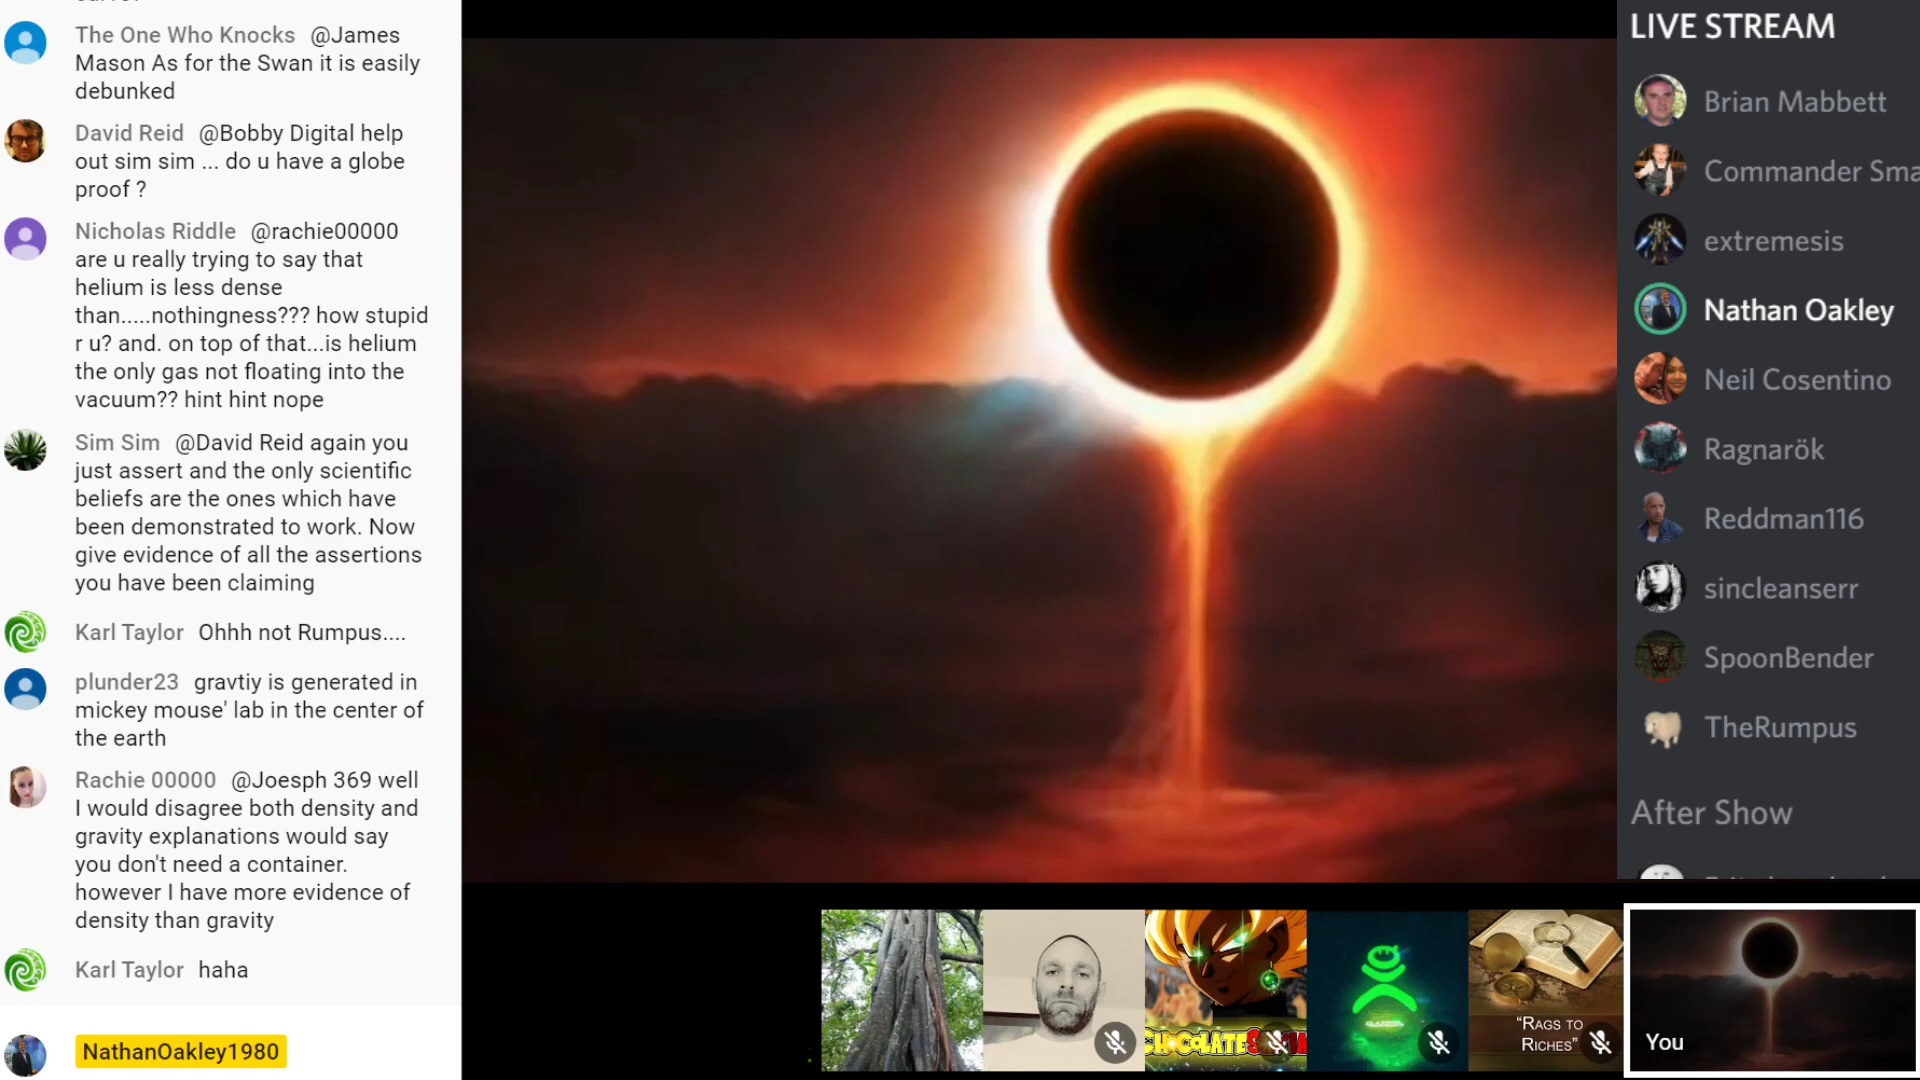 The One Who Knocks @James
Mason As for the Swan it is easily
debunked
David Reid @Bobby Digital help
out sim sim ... do u have a globe
proof ?
Nicholas Riddle @rachie00000
are u really trying to say that
helium is less dense
than.....nothingness??? how stupid
r u? and. on top of that...is helium
the only gas not floating into the
vacuum?? hint hint nope
Sim Sim @David Reid again you
just assert and the only scientific
beliefs are the ones which have
been demonstrated to work. Now
give evidence of all the assertions
you have been claiming
Karl Taylor Ohhh not Rumpus....
plunder23 gravtiy is generated in
mickey mouse' lab in the center of
the earth
Rachie 00000 @Joesph 369 well
I would disagree both density and
gravity explanations would say
you don't need a container.
however I have more evidence of
density than gravity
Karl Taylor haha
NathanOakley1980
LIVE STREAM
Brian Mabbett
Commander Sma
extremesis
Nathan Oakley
Neil Cosentino
Ragnarök
Reddman116
sincleanserr
SpoonBender
TheRumpus
After Show
CHOCOLATE
"RAGS TO
RICHES"
You